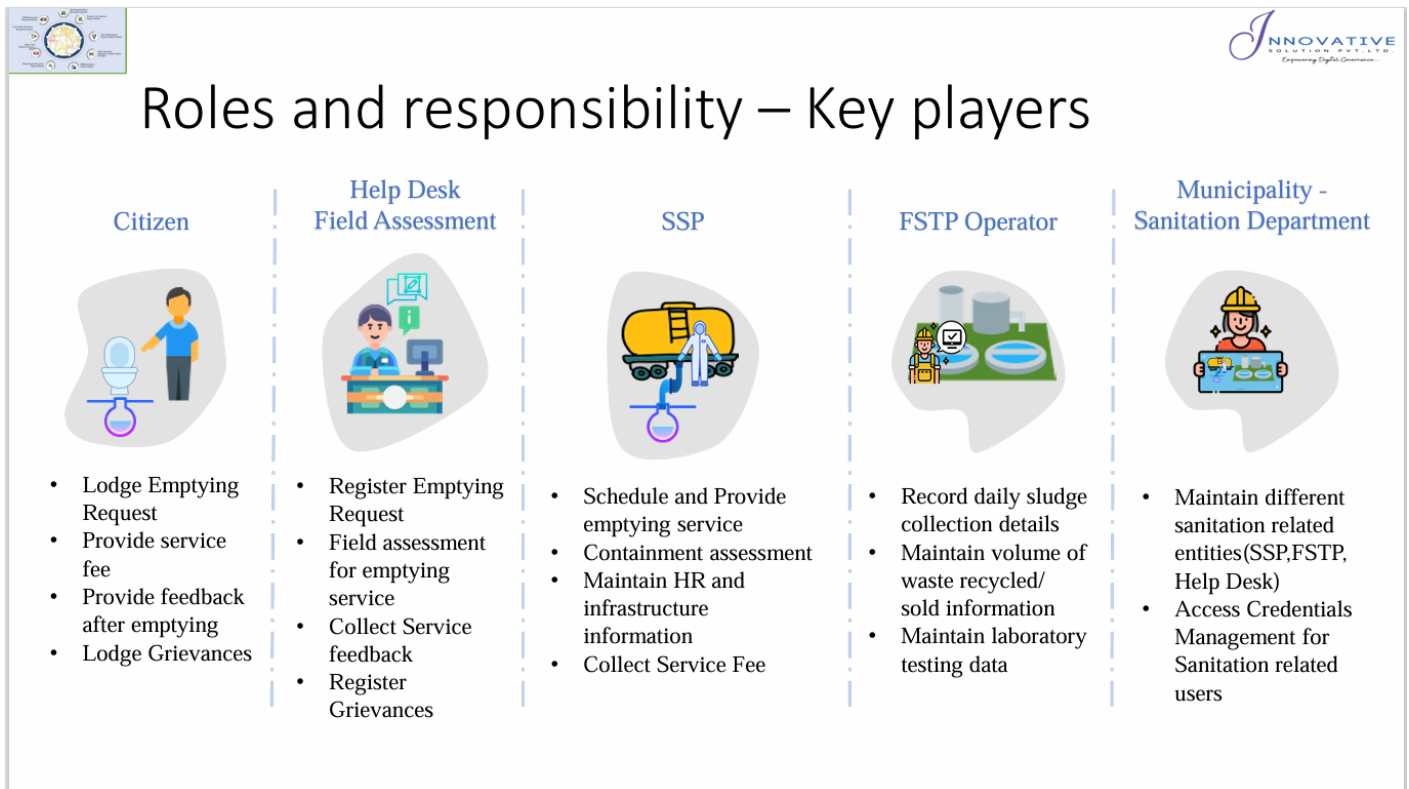 INNOVATIVE
SOLUTION PVT.LTD.
Empowering Digital Governance...
Roles and responsibility – Key players
Citizen
Lodge Emptying
Request
Provide service
fee
Provide feedback
after emptying
Lodge Grievances
Help Desk
Field Assessment
Register Emptying
Request
Field assessment
for emptying
service
Collect Service
feedback
Register
Grievances
SSP
Schedule and Provide
emptying service
Containment assessment
Maintain HR and
infrastructure
information
Collect Service Fee
FSTP Operator
Record daily sludge
collection details
Maintain volume of
waste recycled/
sold information
Maintain laboratory
testing data
Municipality -
Sanitation Department
Maintain different
sanitation related
entities(SSP,FSTP,
Help Desk)
Access Credentials
Management for
Sanitation related
users